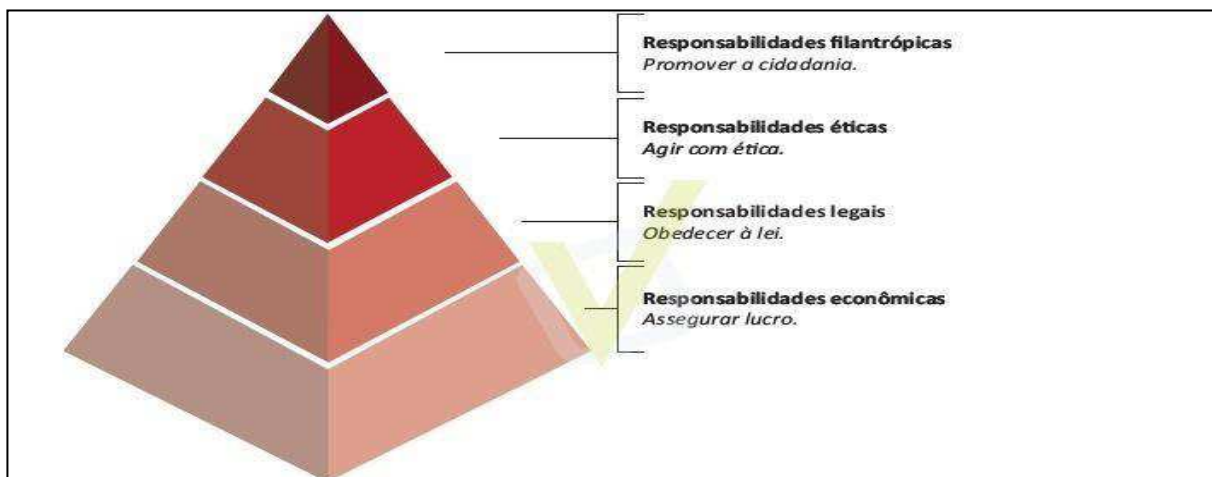 Responsabilidades filantrópicas
Promover a cidadania.
Responsabilidades éticas
Agir com ética.
Responsabilidades legais
Obedecer à lei.
Responsabilidades econômicas
Assegurar lucro.